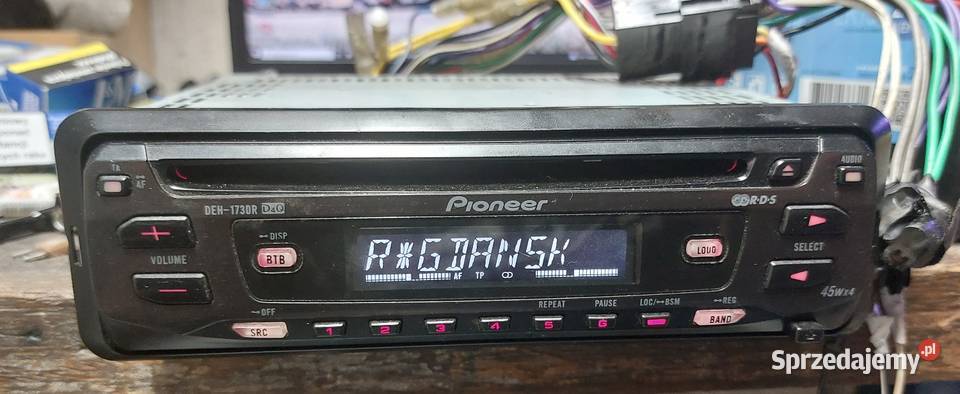 TA
AF
AUDIO
DEH-1730R
Pioneer
R·D·S
VOLUME
DISP
BTB
R*GDANSK
AF TP
LOUD
SELECT
45Wx4
OFF
SRC
1
2
3
4
5
6
REPEAT
PAUSE
LOC/BSM
REG
BAND
Sprzedajemy.pl